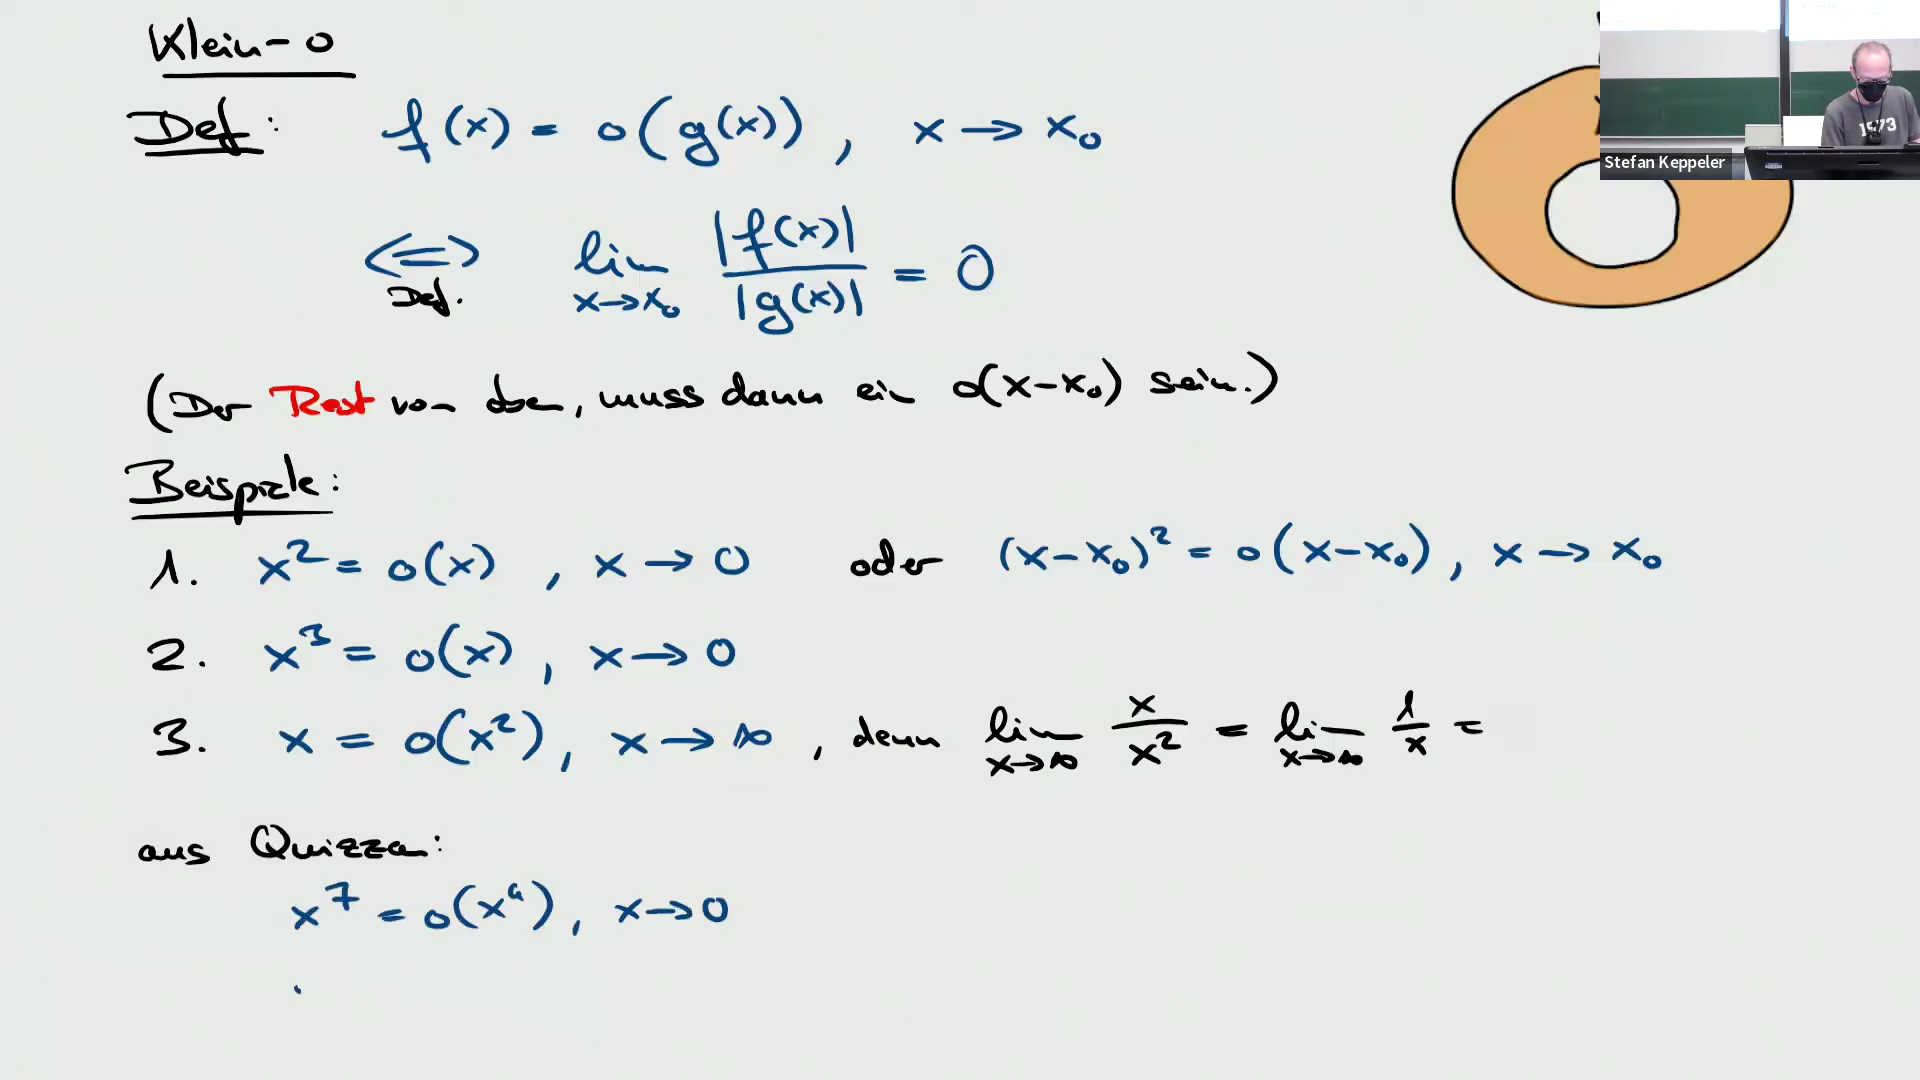 Klein-o
Def: f(x) = o(g(x)), x → x₀
⟺ Def. lim x→x₀ |f(x)| / |g(x)| = 0
(Der Rest von oben, muss dann ein o(x-x₀) sein.)
Beispiele:
1. x² = o(x), x → 0 oder (x-x₀)² = o(x-x₀), x → x₀
2. x³ = o(x), x → 0
3. x = o(x²), x → ∞, denn lim x→∞ x/x² = lim x→∞ 1/x =
aus Quizzen:
x⁷ = o(x⁴), x → 0
Stefan Keppeler
1973